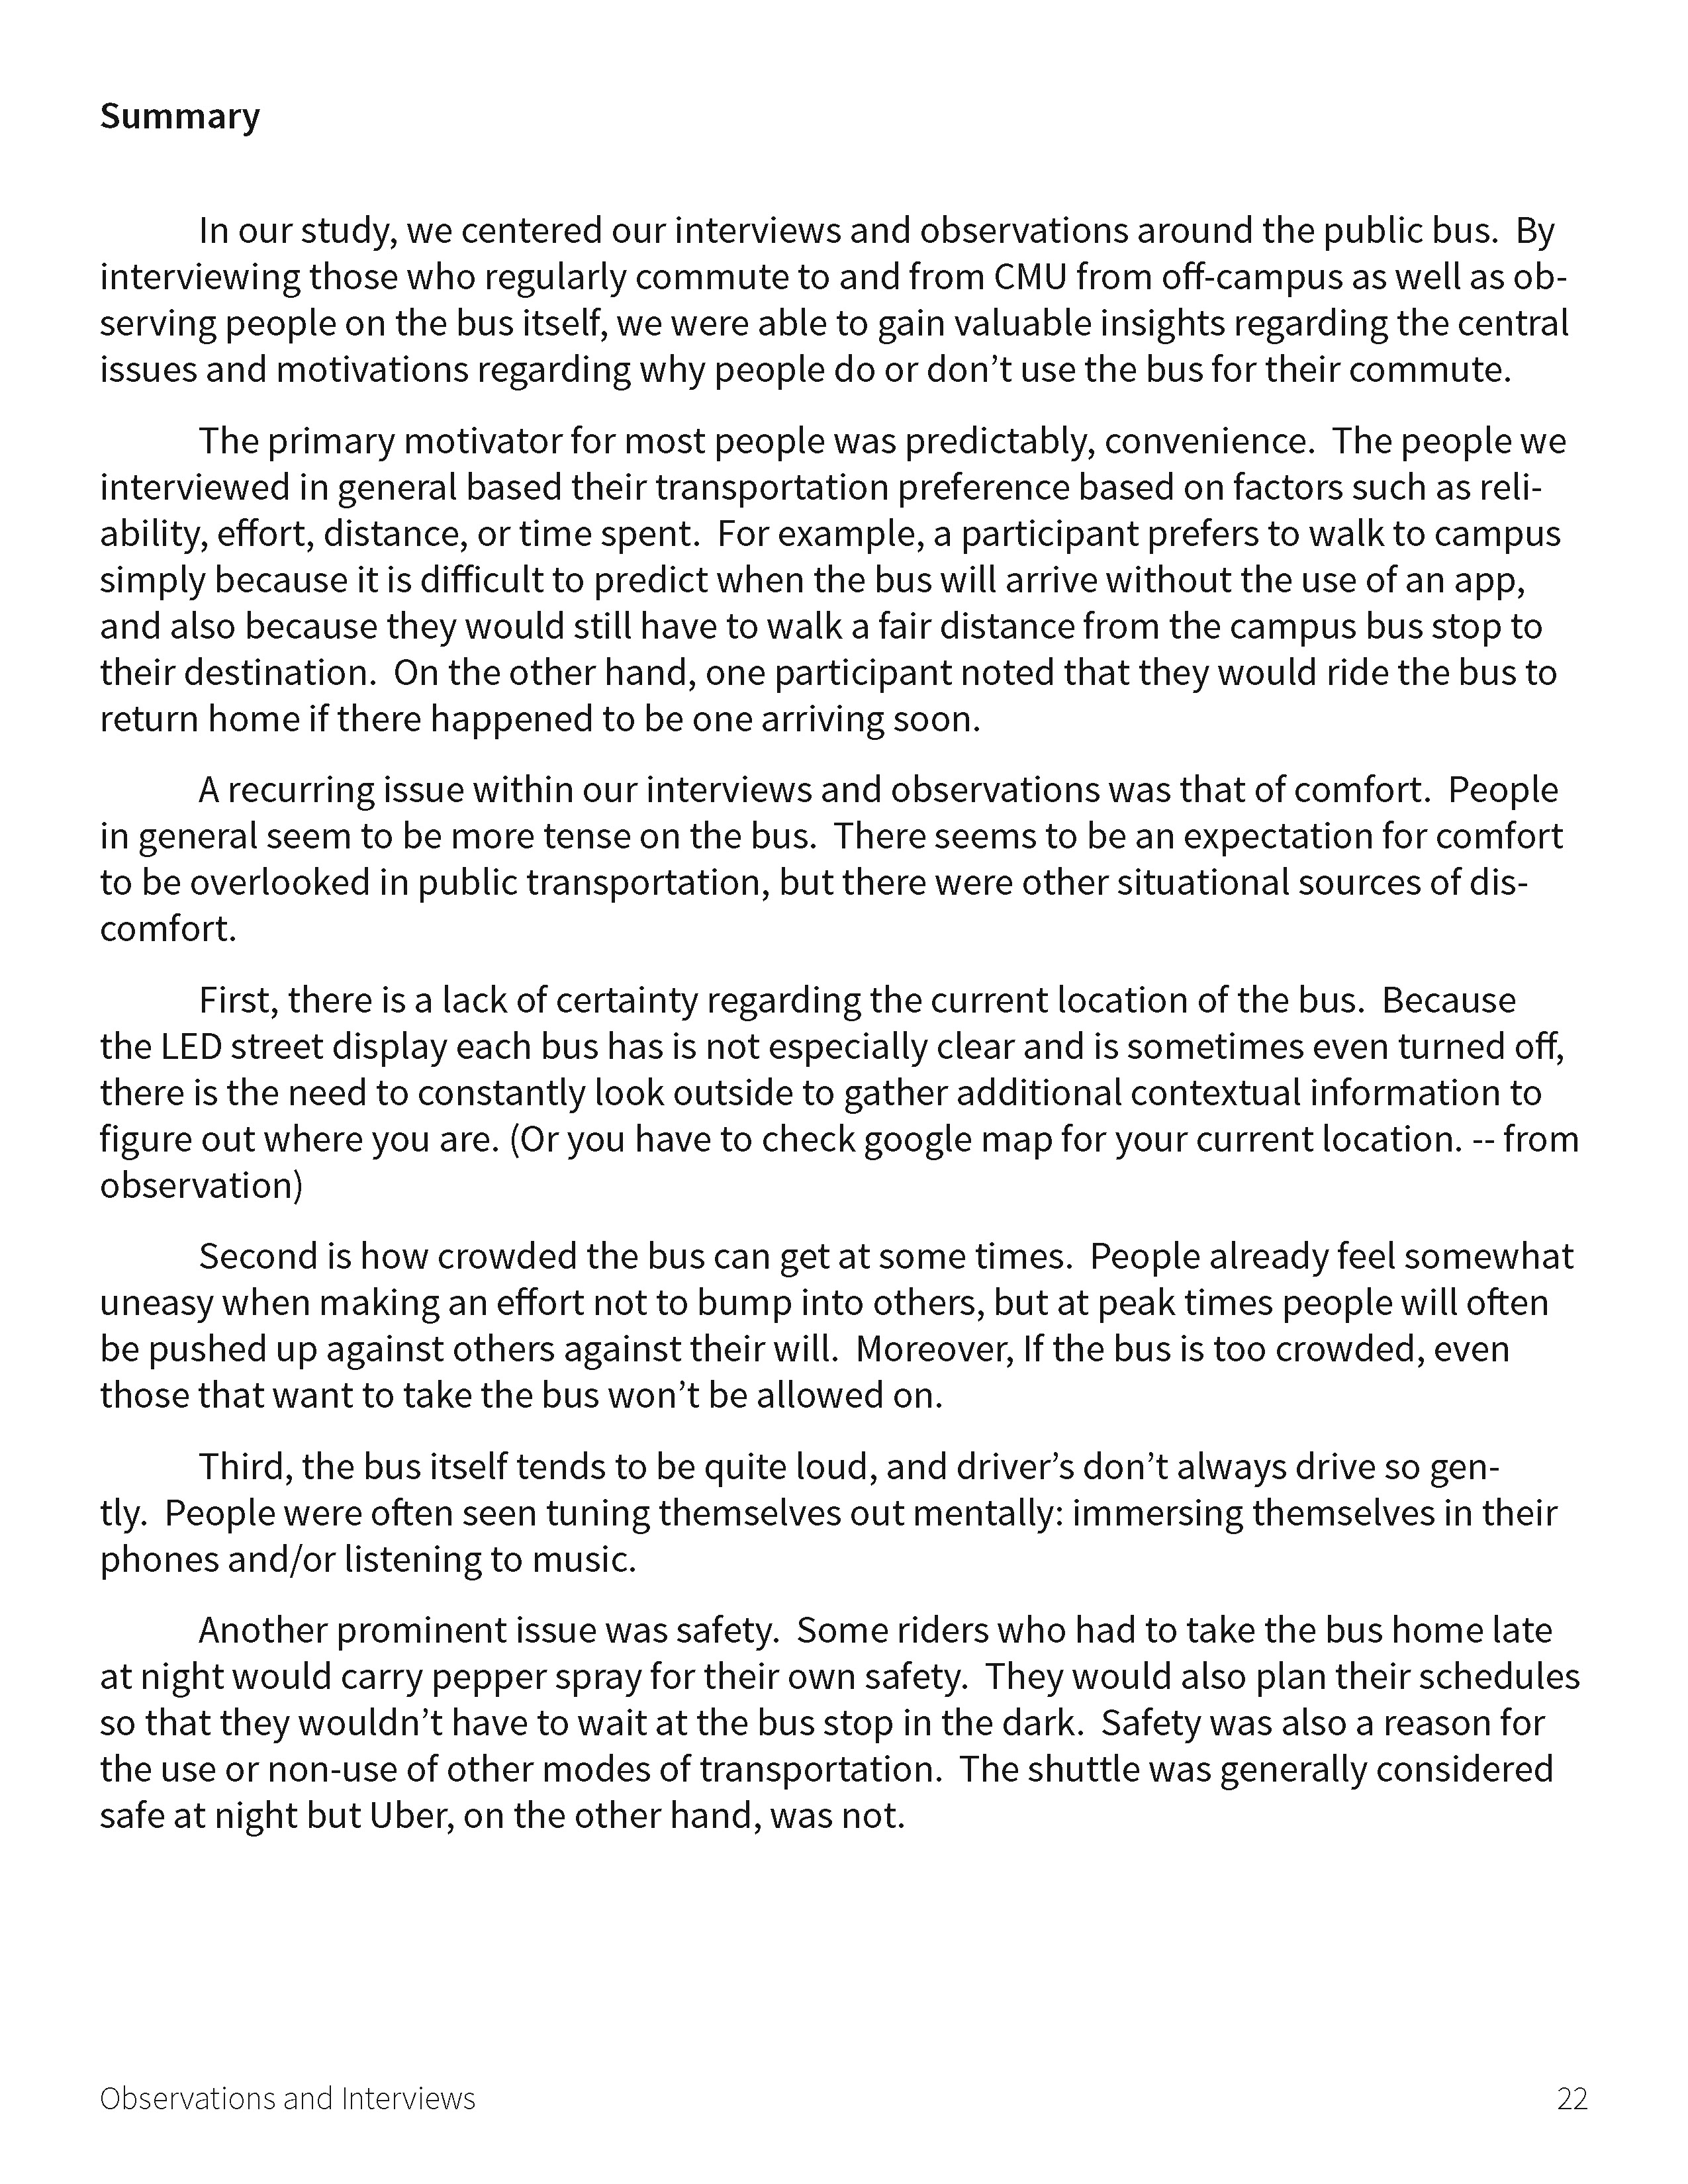 Summary
In our study, we centered our interviews and observations around the public bus.  By
interviewing those who regularly commute to and from CMU from off-campus as well as ob-
serving people on the bus itself, we were able to gain valuable insights regarding the central
issues and motivations regarding why people do or don’t use the bus for their commute.
The primary motivator for most people was predictably, convenience.  The people we
interviewed in general based their transportation preference based on factors such as reli-
ability, effort, distance, or time spent.  For example, a participant prefers to walk to campus
simply because it is difficult to predict when the bus will arrive without the use of an app,
and also because they would still have to walk a fair distance from the campus bus stop to
their destination.  On the other hand, one participant noted that they would ride the bus to
return home if there happened to be one arriving soon.
A recurring issue within our interviews and observations was that of comfort.  People
in general seem to be more tense on the bus.  There seems to be an expectation for comfort
to be overlooked in public transportation, but there were other situational sources of dis-
comfort.
First, there is a lack of certainty regarding the current location of the bus.  Because
the LED street display each bus has is not especially clear and is sometimes even turned off,
there is the need to constantly look outside to gather additional contextual information to
figure out where you are. (Or you have to check google map for your current location. -- from
observation)
Second is how crowded the bus can get at some times.  People already feel somewhat
uneasy when making an effort not to bump into others, but at peak times people will often
be pushed up against others against their will.  Moreover, If the bus is too crowded, even
those that want to take the bus won’t be allowed on.
Third, the bus itself tends to be quite loud, and driver’s don’t always drive so gen-
tly.  People were often seen tuning themselves out mentally: immersing themselves in their
phones and/or listening to music.
Another prominent issue was safety.  Some riders who had to take the bus home late
at night would carry pepper spray for their own safety.  They would also plan their schedules
so that they wouldn’t have to wait at the bus stop in the dark.  Safety was also a reason for
the use or non-use of other modes of transportation.  The shuttle was generally considered
safe at night but Uber, on the other hand, was not.
Observations and Interviews 22